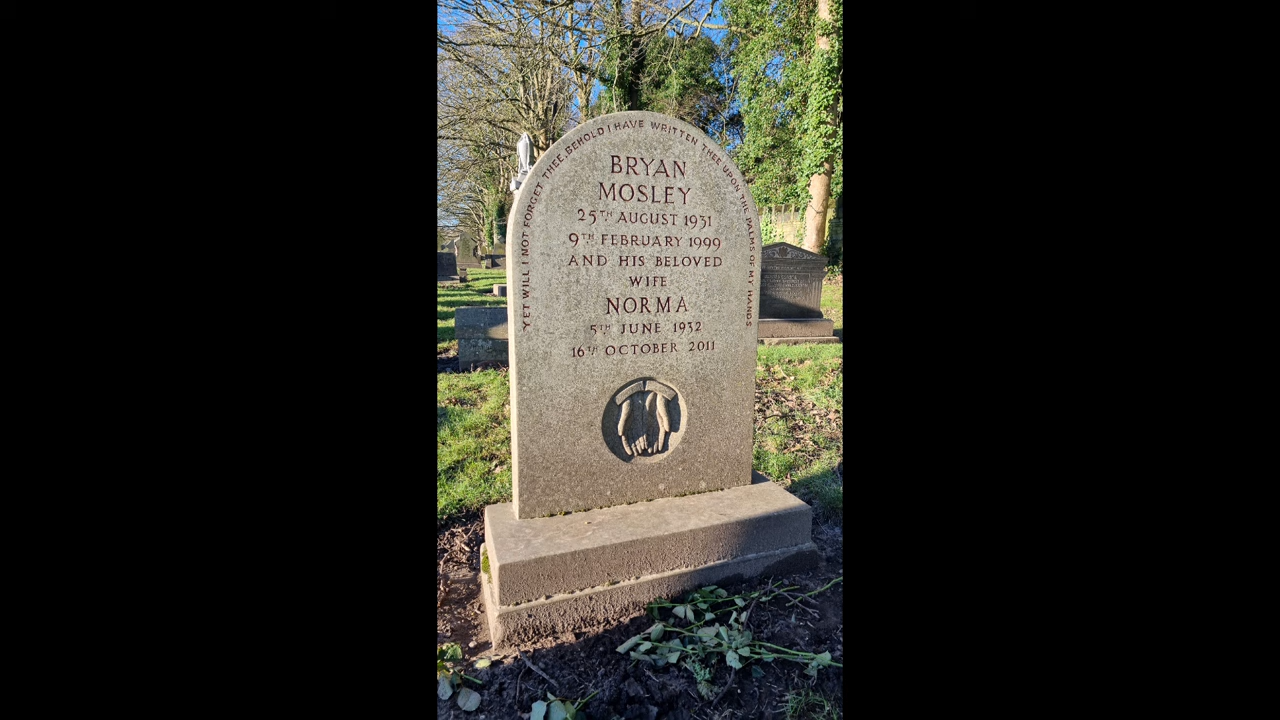 YET WILL I NOT FORGET THEE, BEHOLD I HAVE WRITTEN THEE UPON THE PALMS OF MY HANDS
BRYAN
MOSLEY
25TH AUGUST 1931
9TH FEBRUARY 1999
AND HIS BELOVED
WIFE
NORMA
5TH JUNE 1932
16TH OCTOBER 2011